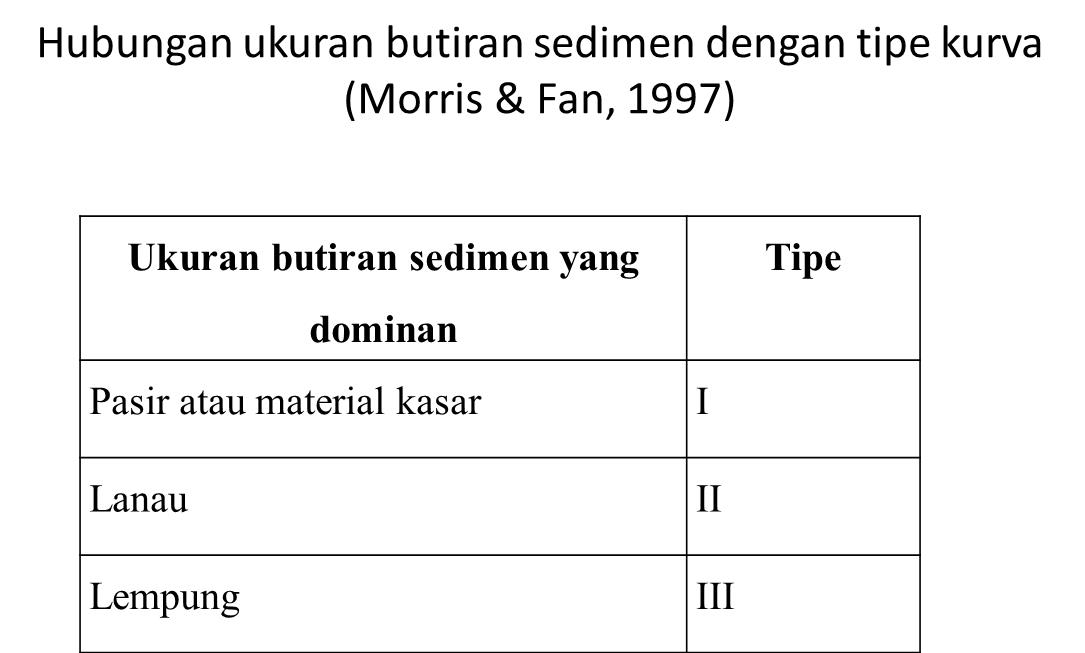 Hubungan ukuran butiran sedimen dengan tipe kurva
(Morris & Fan, 1997)
Ukuran butiran sedimen yang
dominan
Tipe
Pasir atau material kasar
I
Lanau
II
Lempung
III